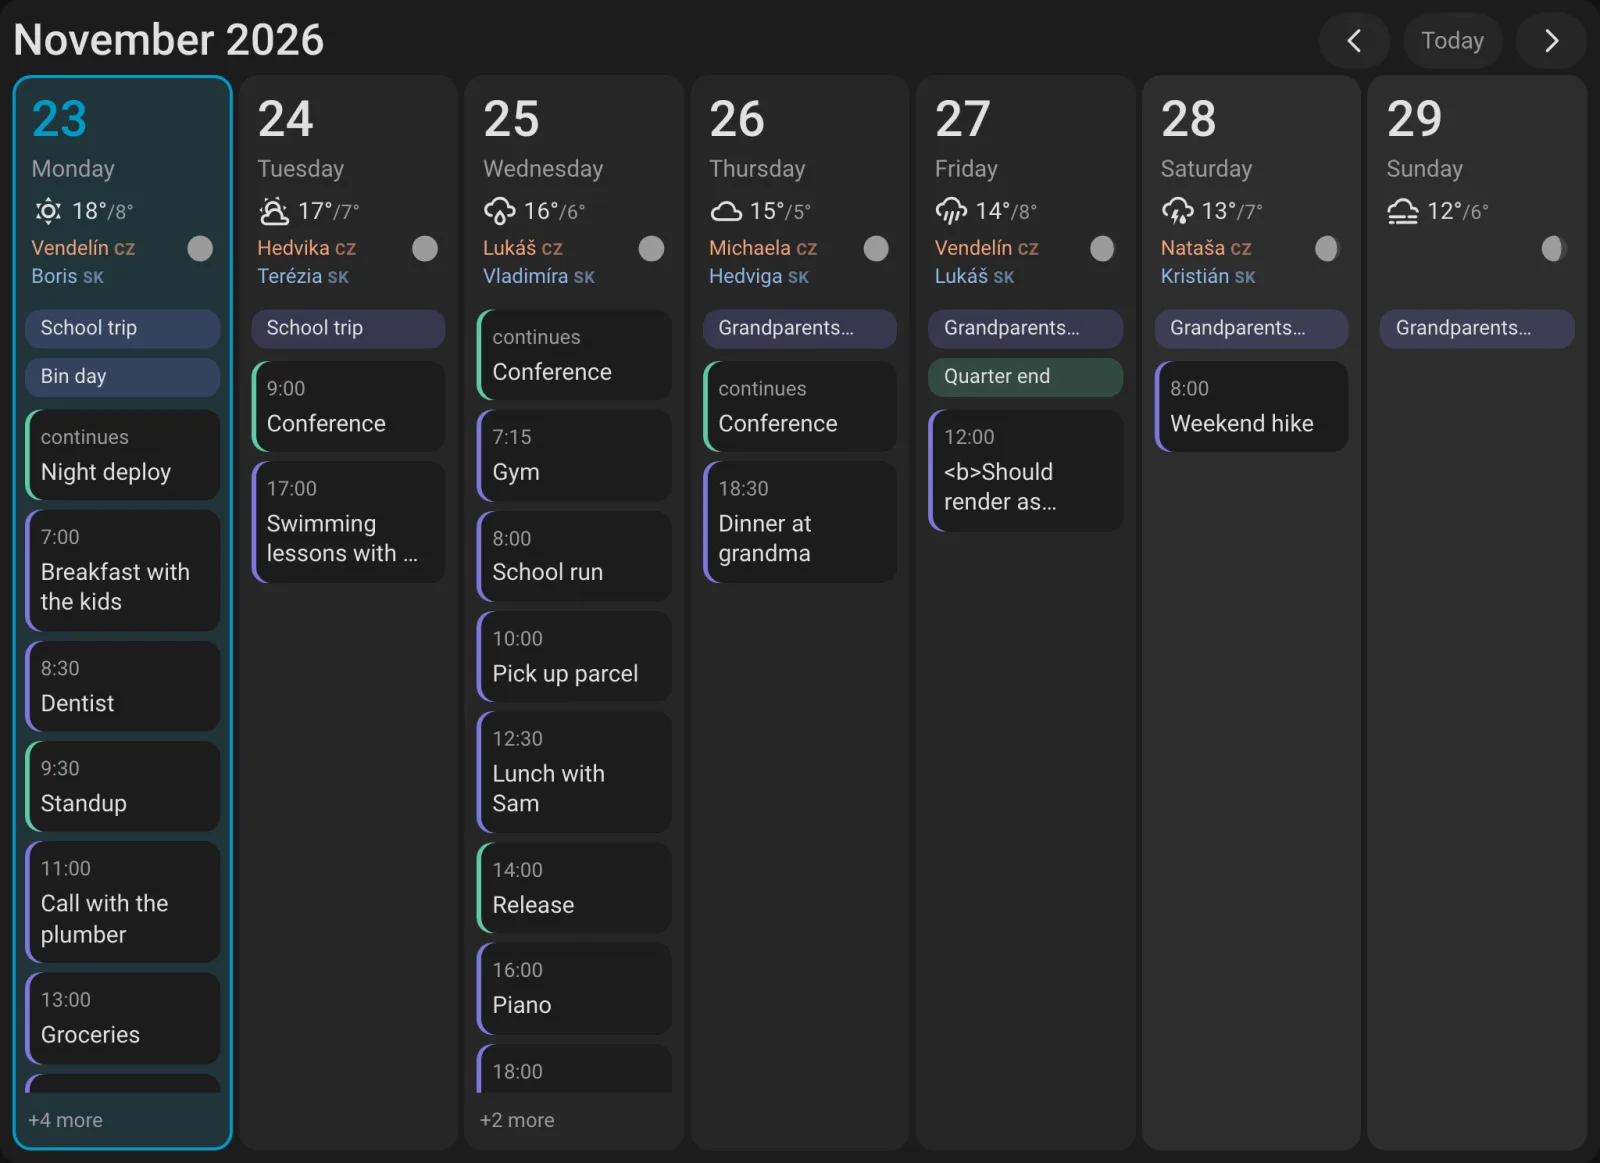 November 2026
Today
23
Monday
18°/8°
Vendelín CZ
Boris SK
School trip
Bin day
continues
Night deploy
7:00
Breakfast with
the kids
8:30
Dentist
9:30
Standup
11:00
Call with the
plumber
13:00
Groceries
+4 more
24
Tuesday
17°/7°
Hedvika CZ
Terézia SK
School trip
9:00
Conference
17:00
Swimming
lessons with ...
25
Wednesday
16°/6°
Lukáš CZ
Vladimíra SK
continues
Conference
7:15
Gym
8:00
School run
10:00
Pick up parcel
12:30
Lunch with
Sam
14:00
Release
16:00
Piano
18:00
+2 more
26
Thursday
15°/5°
Michaela CZ
Hedviga SK
Grandparents...
continues
Conference
18:30
Dinner at
grandma
27
Friday
14°/8°
Vendelín CZ
Lukáš SK
Grandparents...
Quarter end
12:00
<b>Should
render as...
28
Saturday
13°/7°
Nataša CZ
Kristián SK
Grandparents...
8:00
Weekend hike
29
Sunday
12°/6°
Grandparents...